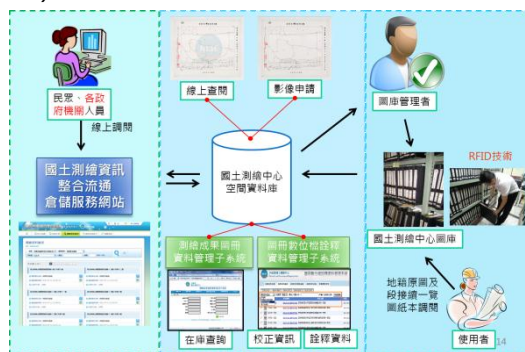 民眾、各政
府機關人員
線上調閱
國土測繪資訊
整合流通
倉儲服務網站
線上查閱
影像申請
國土測繪中心
空間資料庫
測繪成果圖冊
資料管理子系統
圖冊數位檔詮釋
資料管理子系統
在庫查詢
校正資訊
詮釋資料
圖庫管理者
RFID技術
國土測繪中心圖庫
地籍原圖及
段接續一覽
圖紙本調閱
使用者
14